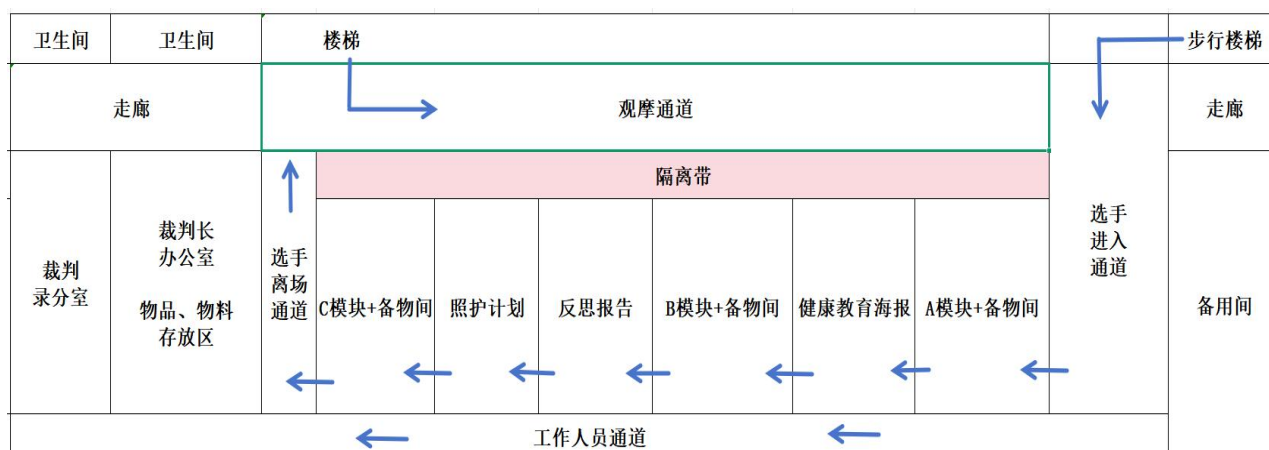 卫生间
卫生间
楼梯
步行楼梯
走廊
观摩通道
走廊
隔离带
裁判
录分室
裁判长
办公室
物品、物料
存放区
选手
离场
通道
C模块+备物间
照护计划
反思报告
B模块+备物间
健康教育海报
A模块+备物间
选手
进入
通道
备用间
工作人员通道